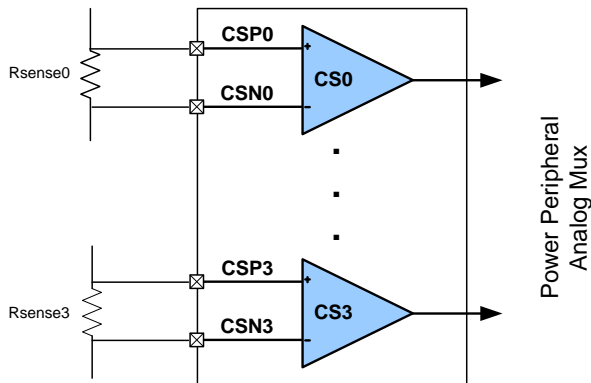 CSP0
+
Rsense0
CS0
CSN0
-
CSP3
+
Rsense3
CS3
CSN3
-
Power Peripheral
Analog Mux